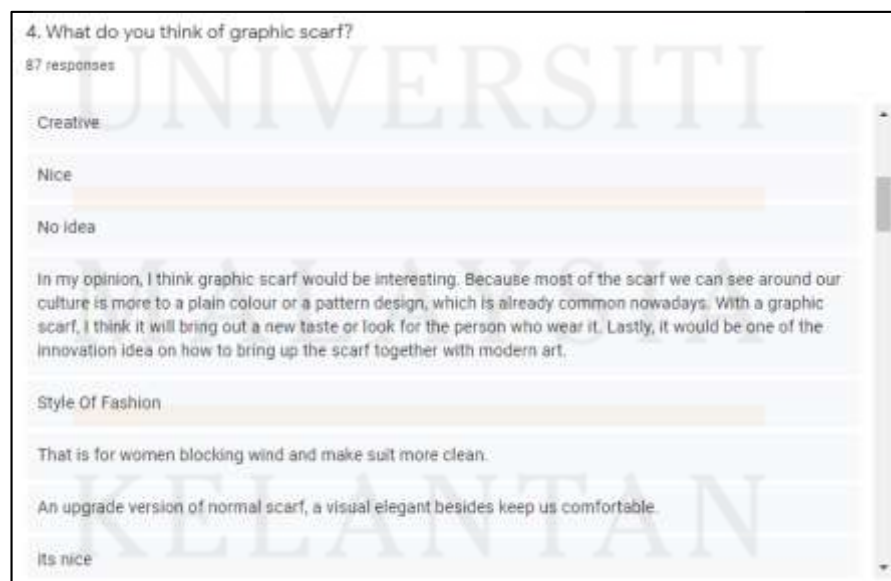 4. What do you think of graphic scarf?
87 responses
UNIVERSITI
Creative
Nice
No idea
MALAYSIA
In my opinion, I think graphic scarf would be interesting. Because most of the scarf we can see around our
culture is more to a plain colour or a pattern design, which is already common nowadays. With a graphic
scarf, I think it will bring out a new taste or look for the person who wear it. Lastly, it would be one of the
innovation idea on how to bring up the scarf together with modern art.
Style Of Fashion
That is for women blocking wind and make suit more clean.
An upgrade version of normal scarf, a visual elegant besides keep us comfortable.
KELANTAN
Its nice